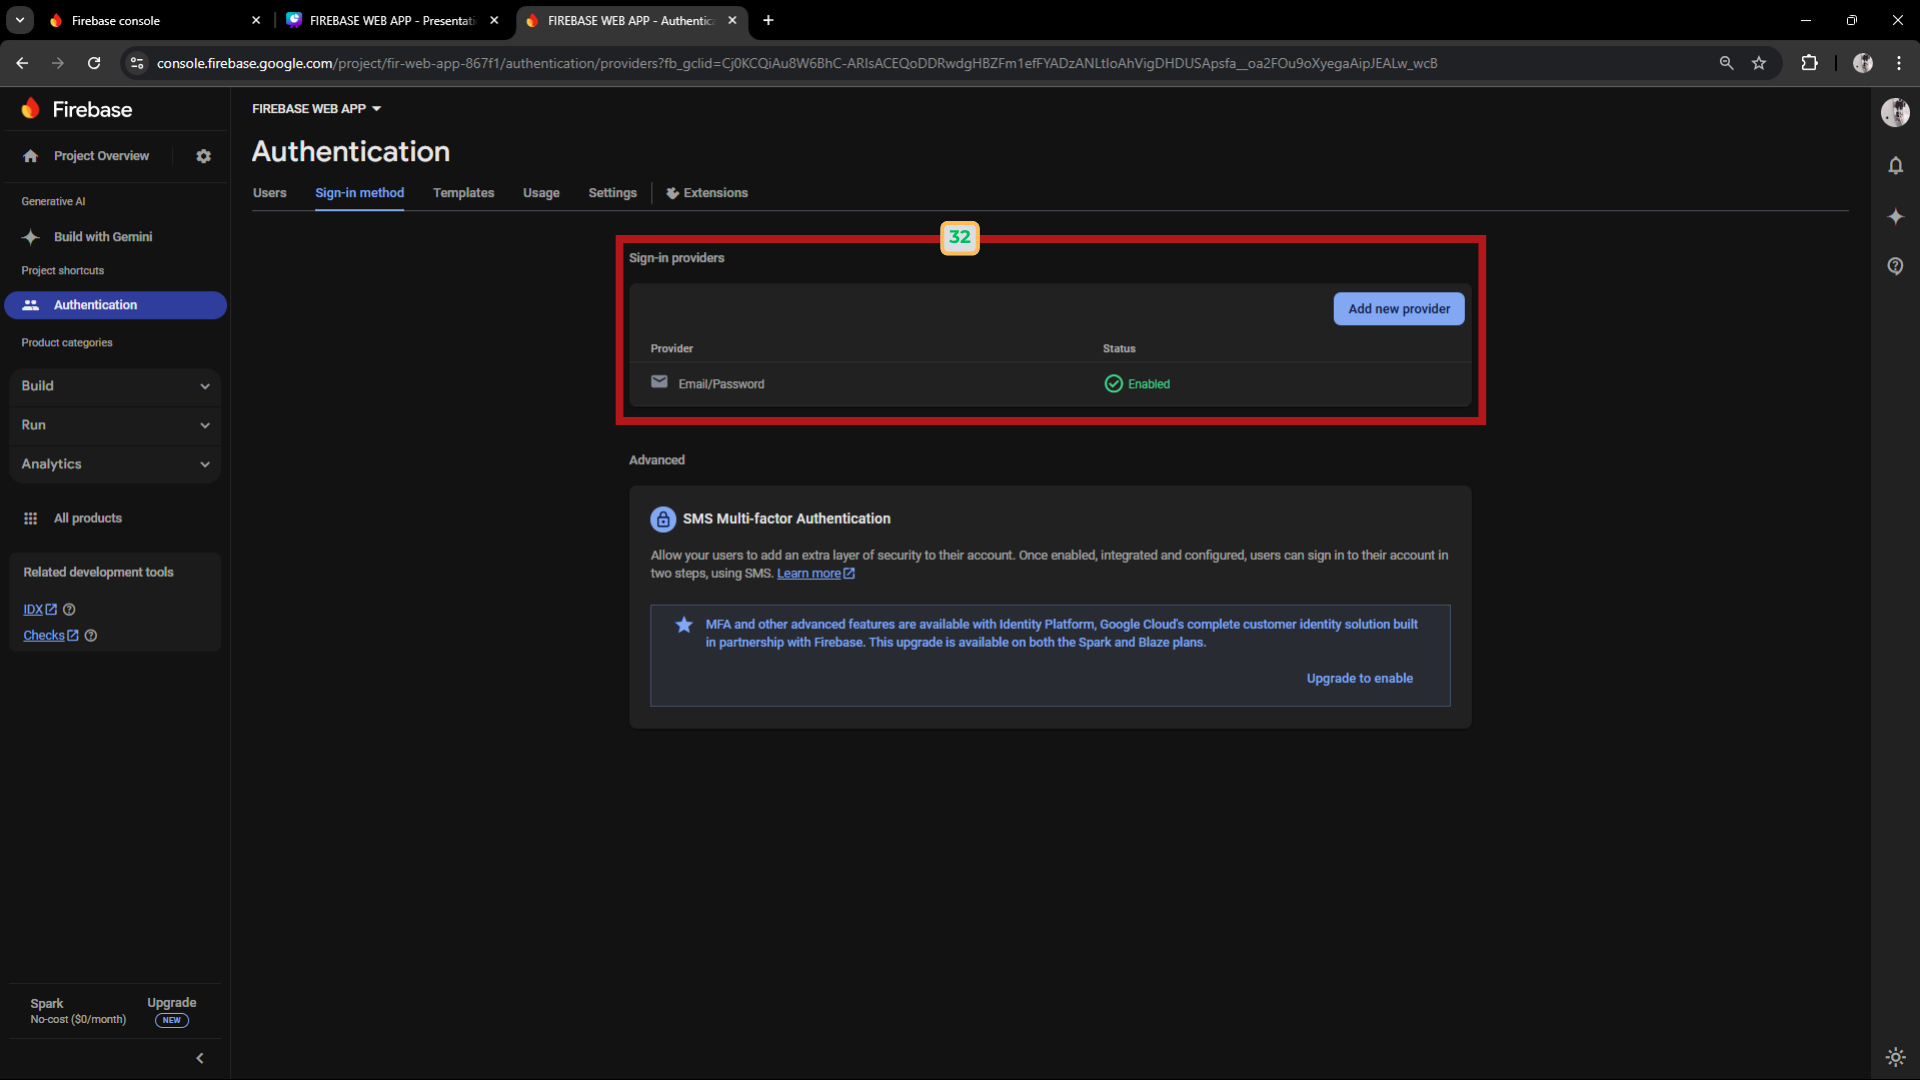 Firebase console
FIREBASE WEB APP - Presentati
FIREBASE WEB APP - Authentic
console.firebase.google.com/project/fir-web-app-867f1/authentication/providers?fb_gclid=Cj0KCQiAu8W6BhC-ARIsACEQoDDRwdgHBZFm1efFYADzANLtIoAhVigDHDUSApsfa__oa2FOu9oXyegaAipJEALw_wcB
Firebase
FIREBASE WEB APP
Project Overview
Authentication
Users
Sign-in method
Templates
Usage
Settings
Extensions
Generative AI
Build with Gemini
Project shortcuts
Authentication
Product categories
Build
Run
Analytics
All products
Related development tools
IDX
Checks
Spark
No-cost ($0/month)
Upgrade
NEW
32
Sign-in providers
Add new provider
Provider
Status
Email/Password
Enabled
Advanced
SMS Multi-factor Authentication
Allow your users to add an extra layer of security to their account. Once enabled, integrated and configured, users can sign in to their account in
two steps, using SMS. Learn more
MFA and other advanced features are available with Identity Platform, Google Cloud's complete customer identity solution built
in partnership with Firebase. This upgrade is available on both the Spark and Blaze plans.
Upgrade to enable